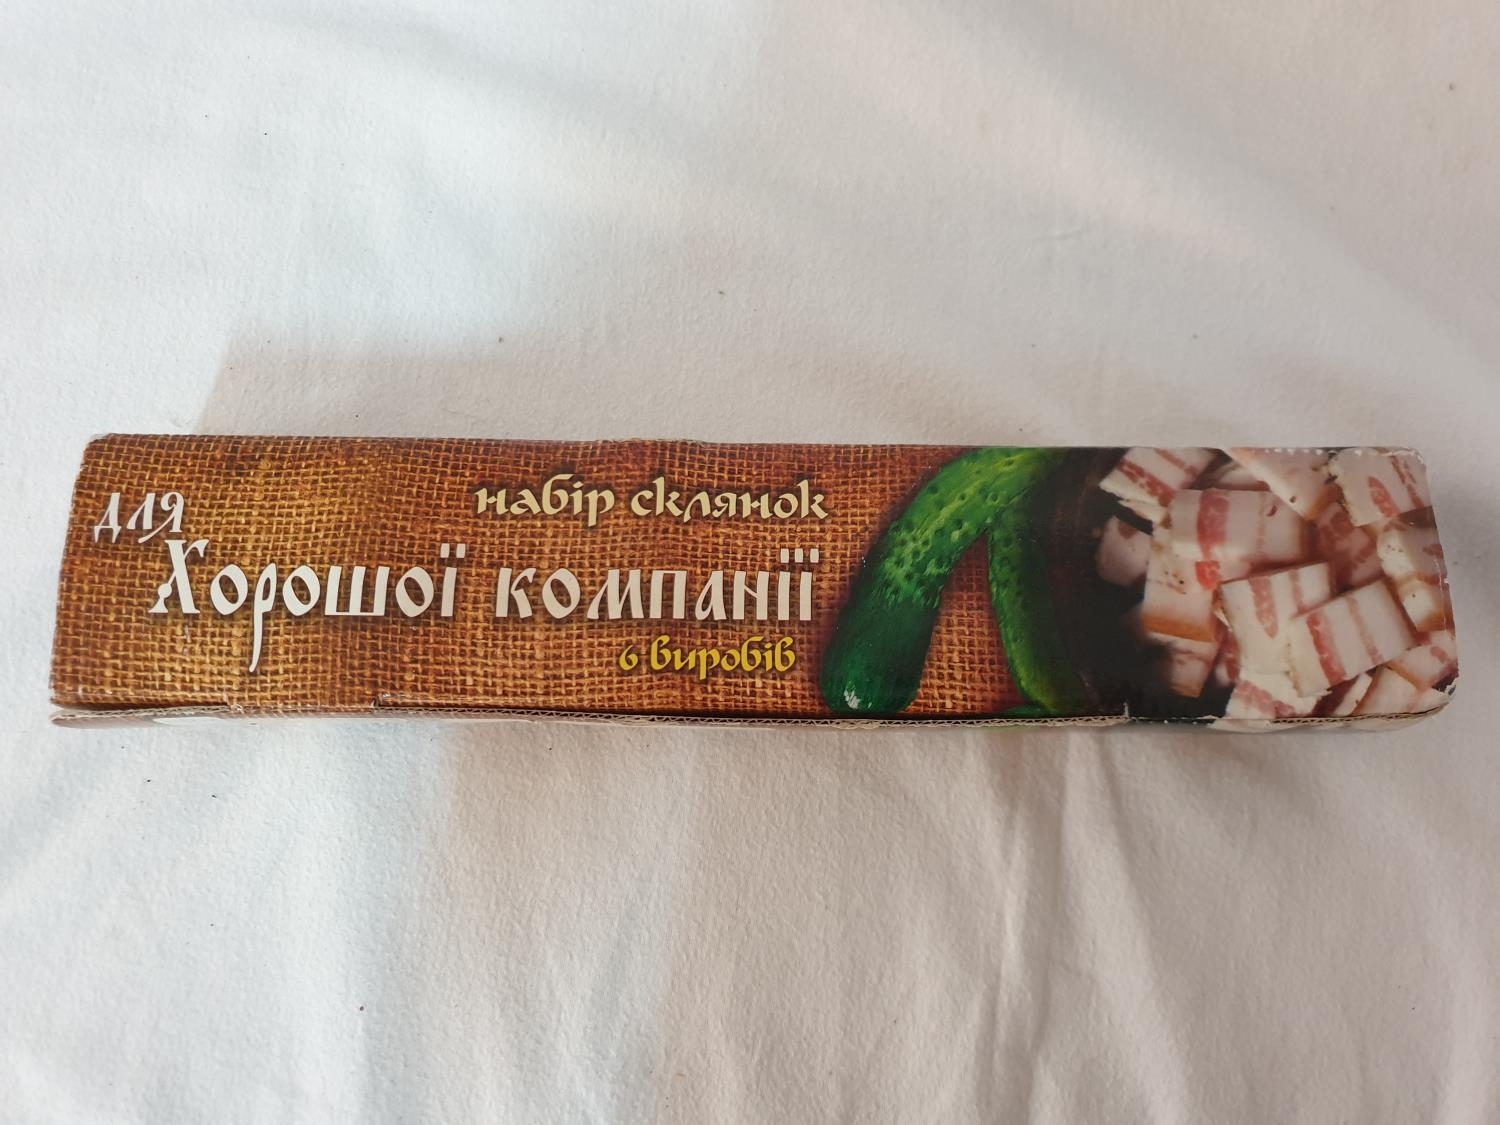 набір склянок
для
Хорошої компанії
6 виробів